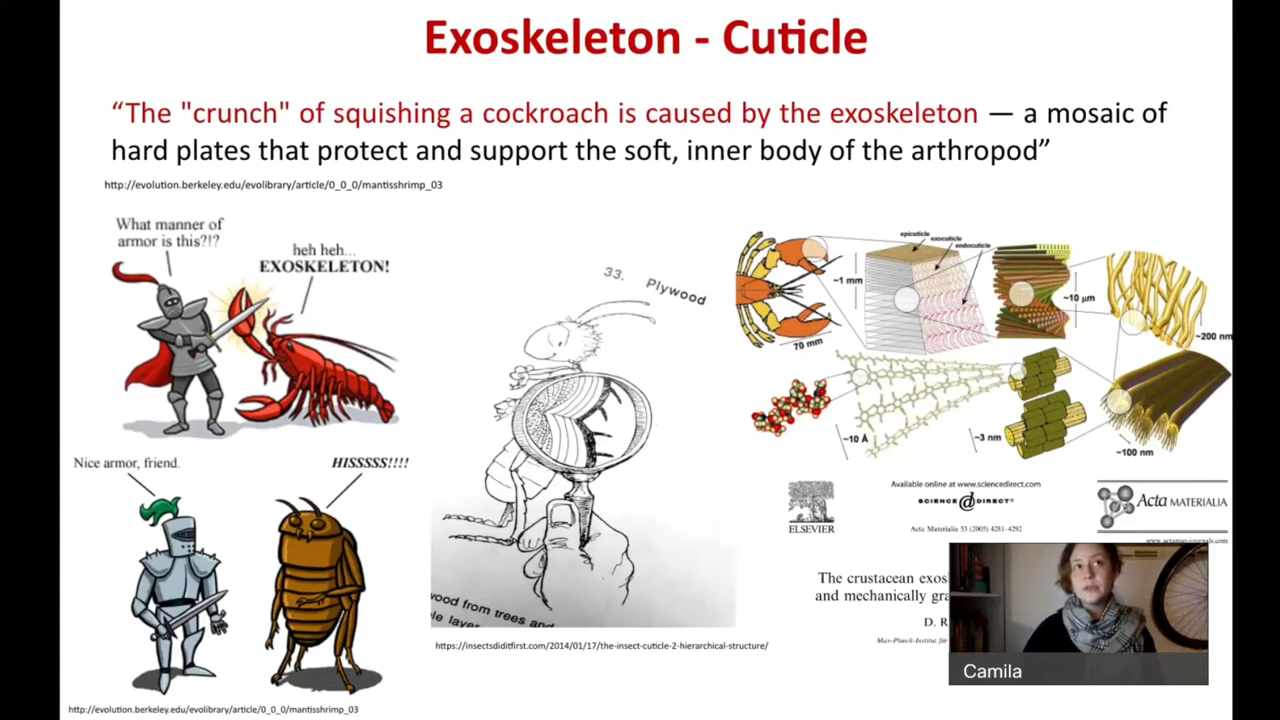 Exoskeleton - Cuticle
“The "crunch" of squishing a cockroach is caused by the exoskeleton — a mosaic of
hard plates that protect and support the soft, inner body of the arthropod”
http://evolution.berkeley.edu/evolibrary/article/0_0_0/mantisshrimp_03
What manner of
armor is this?!?
heh heh...
EXOSKELETON!
Nice armor, friend.
HISSSSS!!!!
http://evolution.berkeley.edu/evolibrary/article/0_0_0/mantisshrimp_03
33. Plywood
wood from trees and
layer
https://insectsdiditfirst.com/2014/01/17/the-insect-cuticle-2-hierarchical-structure/
epicuticle
exocuticle
endocuticle
~1 mm
~10 µm
~200 nm
70 mm
~10 Å
~3 nm
~100 nm
Available online at www.sciencedirect.com
SCIENCE DIRECT®
ELSEVIER
Acta Materialia 53 (2005) 4281–4292
Acta MATERIALIA
www.actamat-journals.com
The crustacean exos
and mechanically gra
D. R
Max-Planck-Institut für
Camila